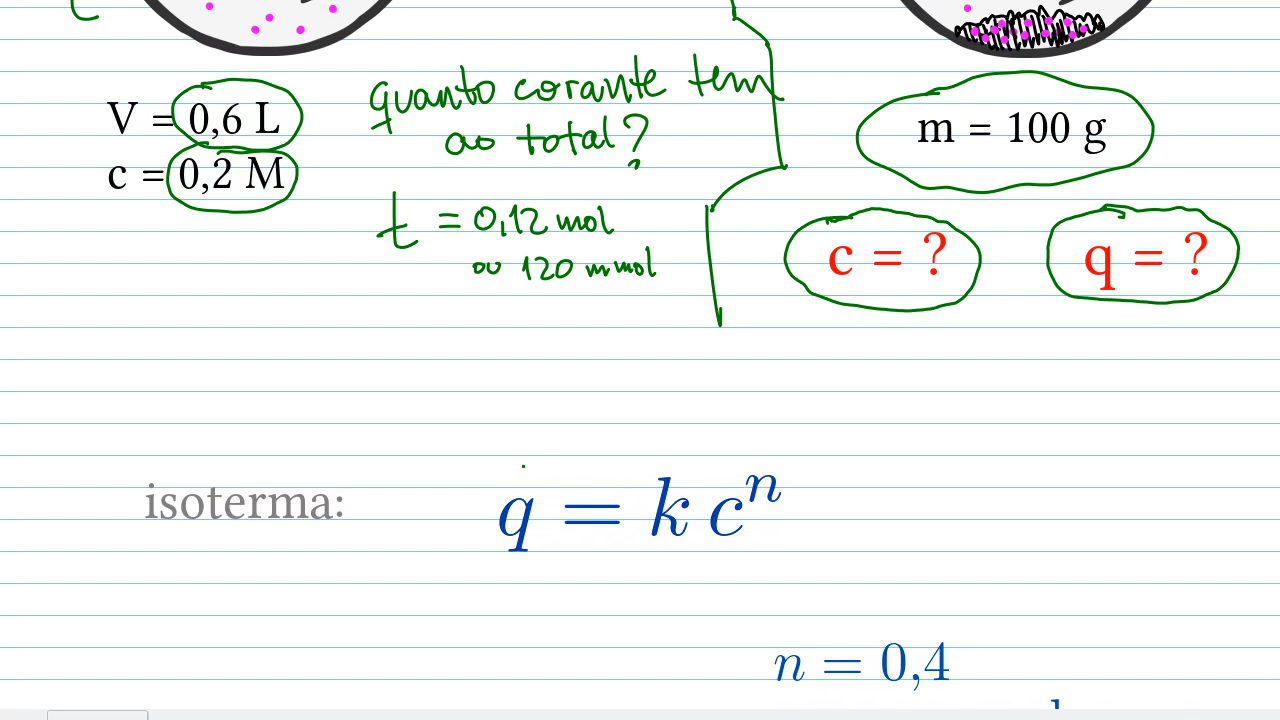 V = 0,6 L
c = 0,2 M
quanto corante tem
ao total?
t = 0,12 mol
ou 120 mmol
m = 100 g
c = ?
q = ?
isoterma:
q = k cⁿ
n = 0,4